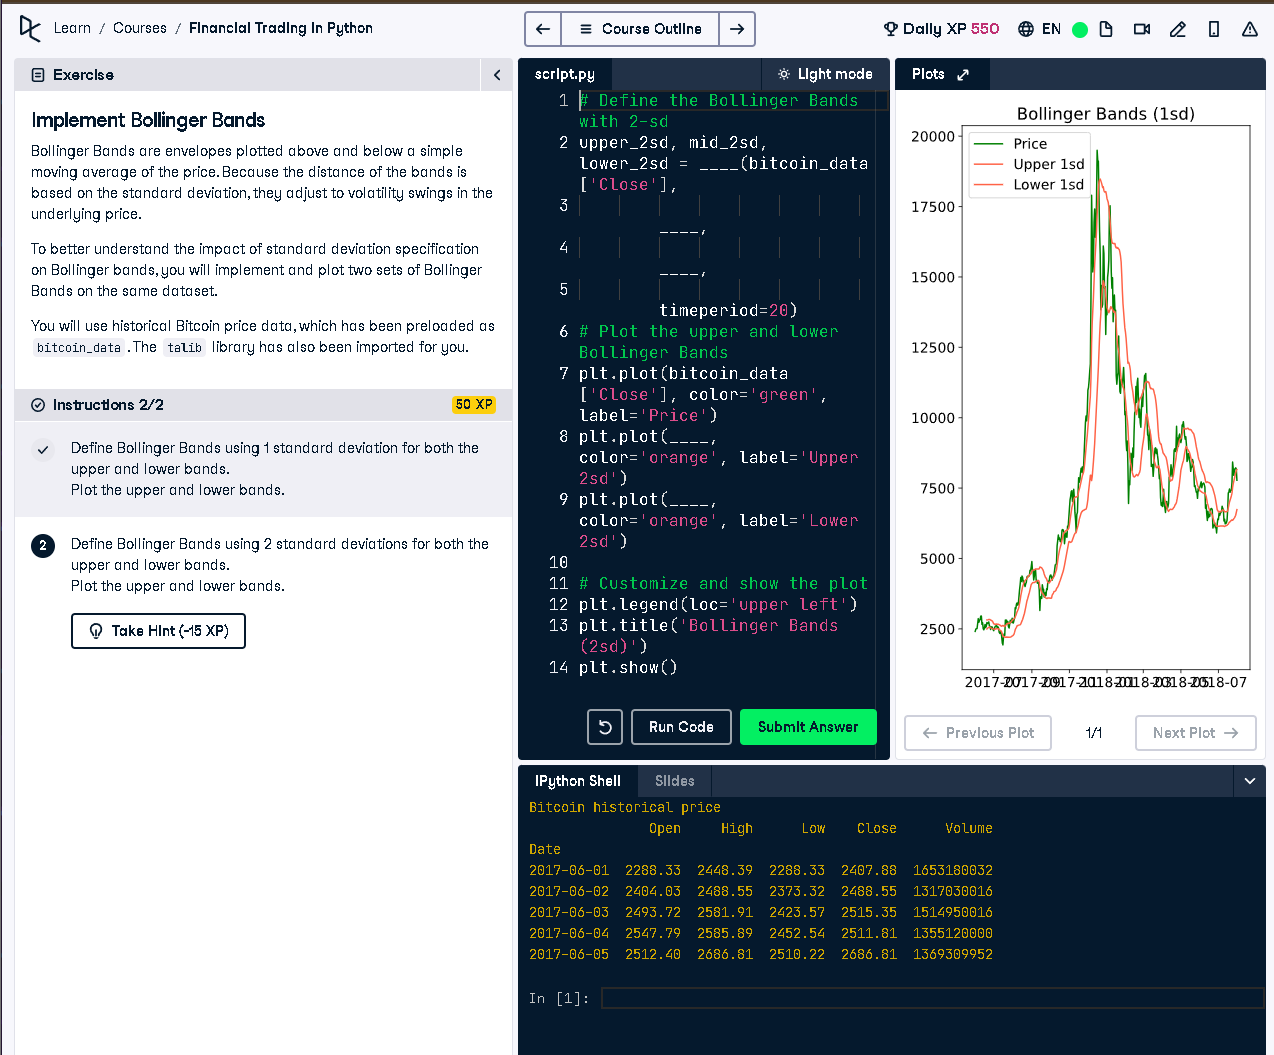 Learn / Courses / Financial Trading in Python
Course Outline
Daily XP 550
EN
Exercise
Implement Bollinger Bands
Bollinger Bands are envelopes plotted above and below a simple
moving average of the price. Because the distance of the bands is
based on the standard deviation, they adjust to volatility swings in the
underlying price.
To better understand the impact of standard deviation specification
on Bollinger bands, you will implement and plot two sets of Bollinger
Bands on the same dataset.
You will use historical Bitcoin price data, which has been preloaded as
bitcoin_data . The talib library has also been imported for you.
Instructions 2/2
50 XP
Define Bollinger Bands using 1 standard deviation for both the
upper and lower bands.
Plot the upper and lower bands.
2
Define Bollinger Bands using 2 standard deviations for both the
upper and lower bands.
Plot the upper and lower bands.
Take Hint (-15 XP)
script.py
Light mode
1 # Define the Bollinger Bands
with 2-sd
2 upper_2sd, mid_2sd,
lower_2sd = ____(bitcoin_data
['Close'],
3
____,
4
____,
5
timeperiod=20)
6 # Plot the upper and lower
Bollinger Bands
7 plt.plot(bitcoin_data
['Close'], color='green',
label='Price')
8 plt.plot(____,
color='orange', label='Upper
2sd')
9 plt.plot(____,
color='orange', label='Lower
2sd')
10
11 # Customize and show the plot
12 plt.legend(loc='upper left')
13 plt.title('Bollinger Bands
(2sd)')
14 plt.show()
Run Code
Submit Answer
Plots
Bollinger Bands (1sd)
Price
Upper 1sd
Lower 1sd
20000
17500
15000
12500
10000
7500
5000
2500
2017-07
2017-09
2017-11
2018-01
2018-03
2018-05
2018-07
Previous Plot
1/1
Next Plot
IPython Shell
Slides
Bitcoin historical price
Open High Low Close Volume
Date
2017-06-01 2288.33 2448.39 2288.33 2407.88 1653180032
2017-06-02 2404.03 2488.55 2373.32 2488.55 1317030016
2017-06-03 2493.72 2581.91 2423.57 2515.35 1514950016
2017-06-04 2547.79 2585.89 2452.54 2511.81 1355120000
2017-06-05 2512.40 2686.81 2510.22 2686.81 1369309952
In [1]: